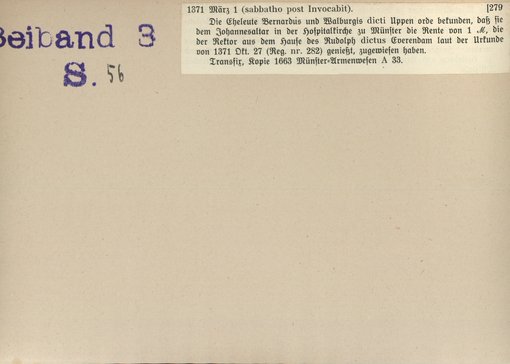 Beiband 3
S. 56
1371 März 1 (sabbatho post Invocabit). [279
Die Eheleute Bernardus und Walburgis dicti Uppen orde bekunden, daß sie
dem Johannesaltar in der Hospitalkirche zu Münster die Rente von 1 ℳ, die
der Rektor aus dem Hause des Rudolph dictus Everendam laut der Urkunde
von 1371 Okt. 27 (Reg. nr. 282) genießt, zugewiesen haben.
Transfix, Kopie 1663 Münster-Armenwesen A 33.